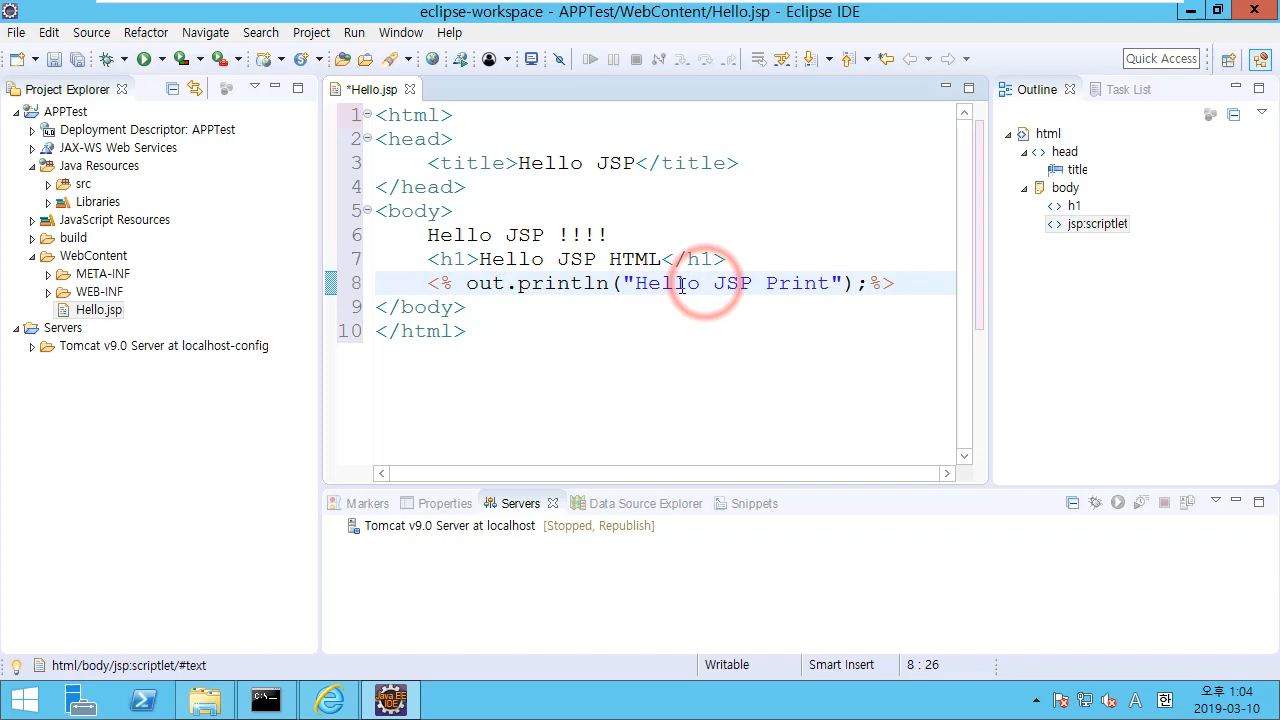 eclipse-workspace - APPTest/WebContent/Hello.jsp - Eclipse IDE
File Edit Source Refactor Navigate Search Project Run Window Help
Quick Access
Project Explorer
*Hello.jsp
Outline
Task List
APPTest
Deployment Descriptor: APPTest
JAX-WS Web Services
Java Resources
src
Libraries
JavaScript Resources
build
WebContent
META-INF
WEB-INF
Hello.jsp
Servers
Tomcat v9.0 Server at localhost-config
1 <html>
2 <head>
3 <title>Hello JSP</title>
4 </head>
5 <body>
6 Hello JSP !!!!
7 <h1>Hello JSP HTML</h1>
8 <% out.println("Hello JSP Print");%>
9 </body>
10 </html>
html
head
title
body
h1
jsp:scriptlet
Markers Properties Servers Data Source Explorer Snippets
Tomcat v9.0 Server at localhost [Stopped, Republish]
html/body/jsp:scriptlet/#text
Writable
Smart Insert
8 : 26
Java EE
IDE
A
한
오후 1:04
2019-03-10